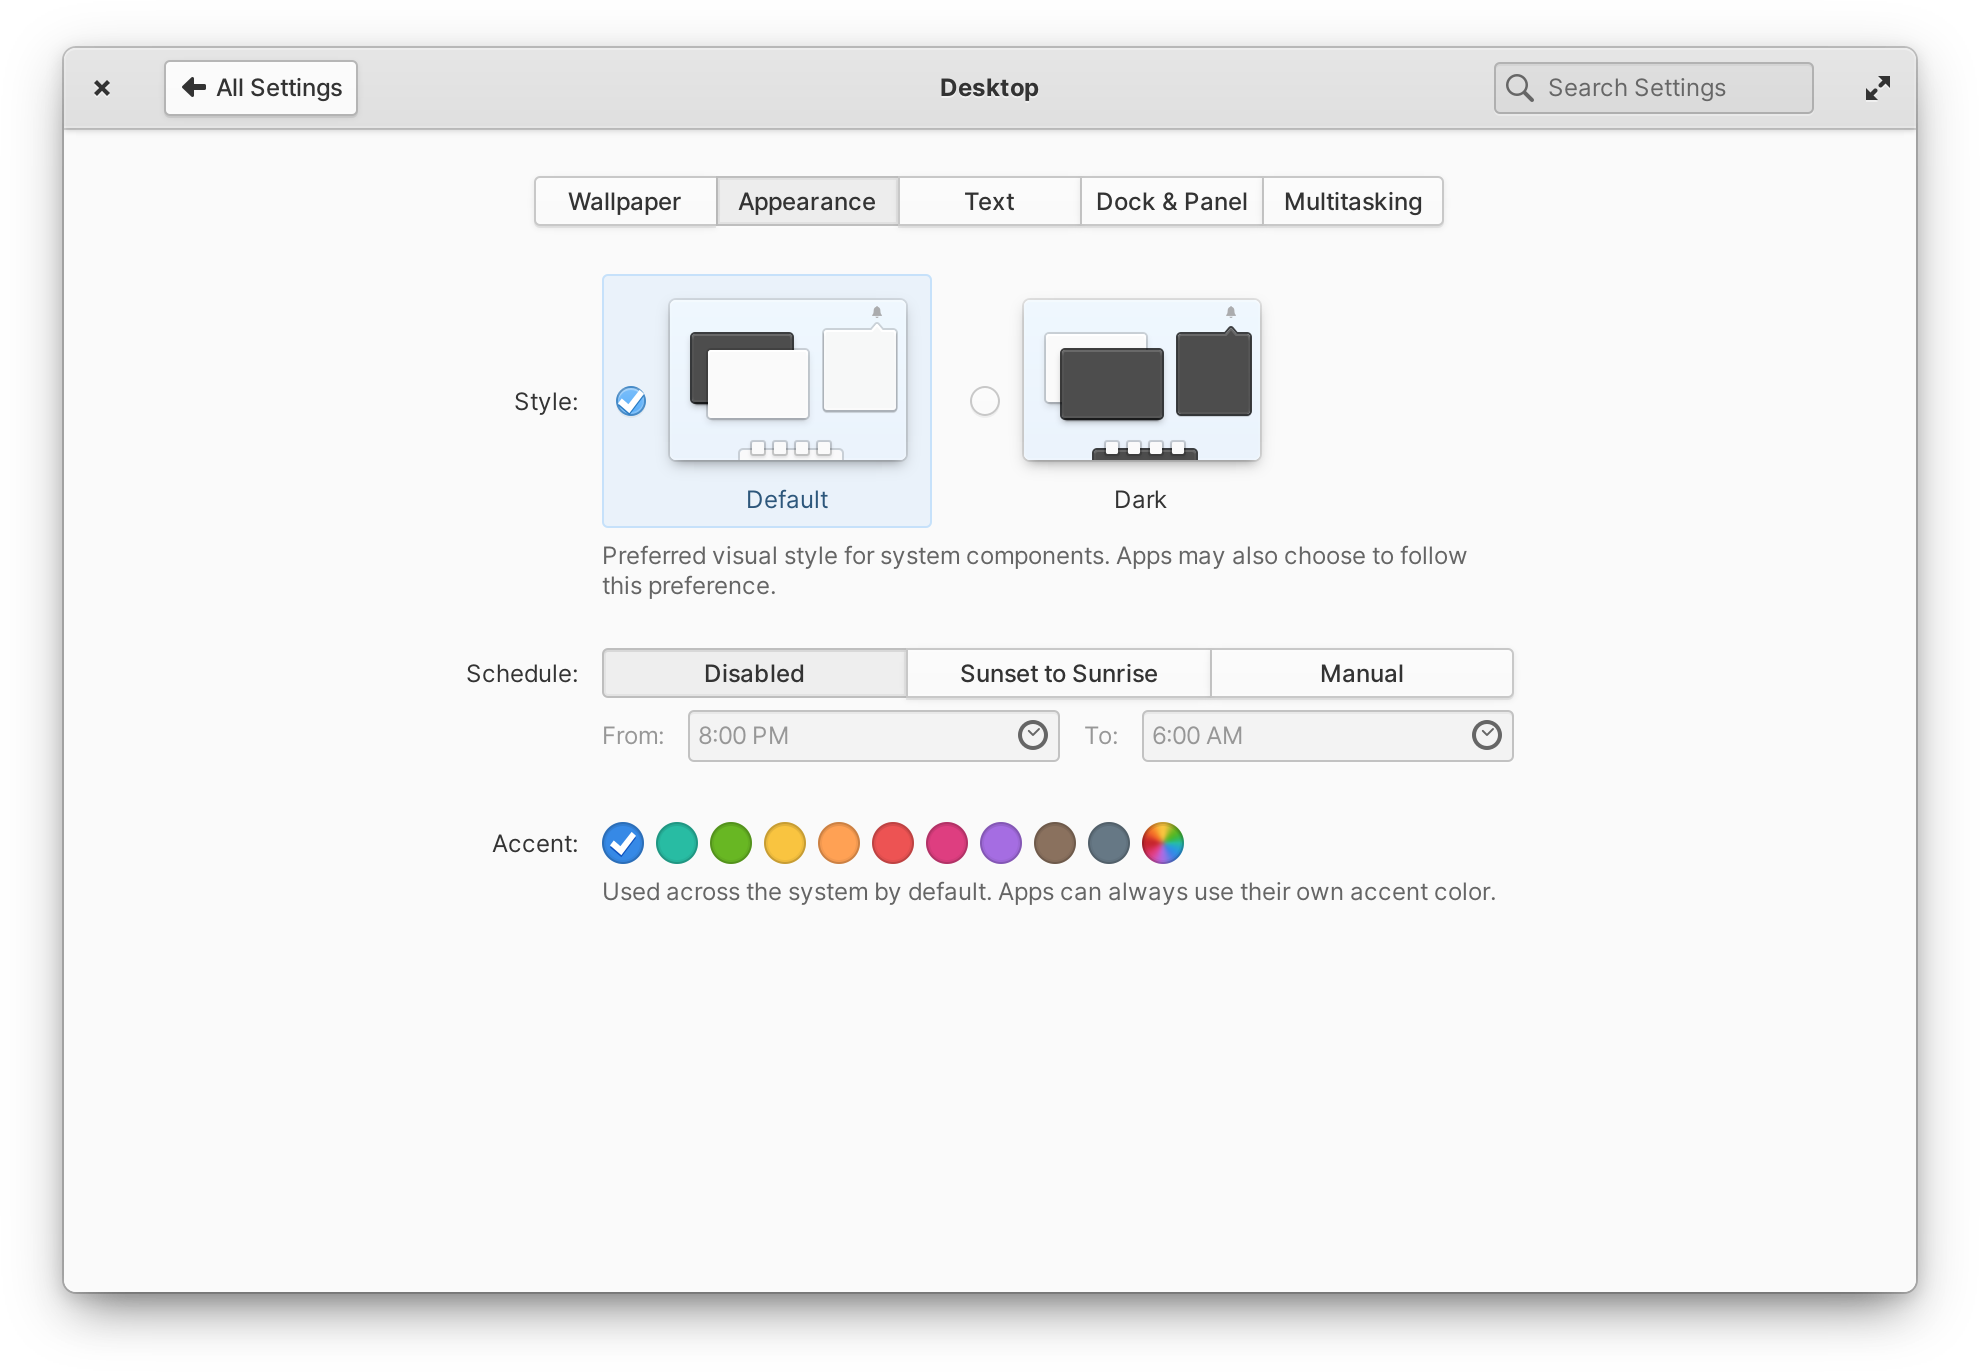 All Settings
Desktop
Search Settings
Wallpaper
Appearance
Text
Dock & Panel
Multitasking
Style:
Default
Dark
Preferred visual style for system components. Apps may also choose to follow
this preference.
Schedule:
Disabled
Sunset to Sunrise
Manual
From:
8:00 PM
To:
6:00 AM
Accent:
Used across the system by default. Apps can always use their own accent color.